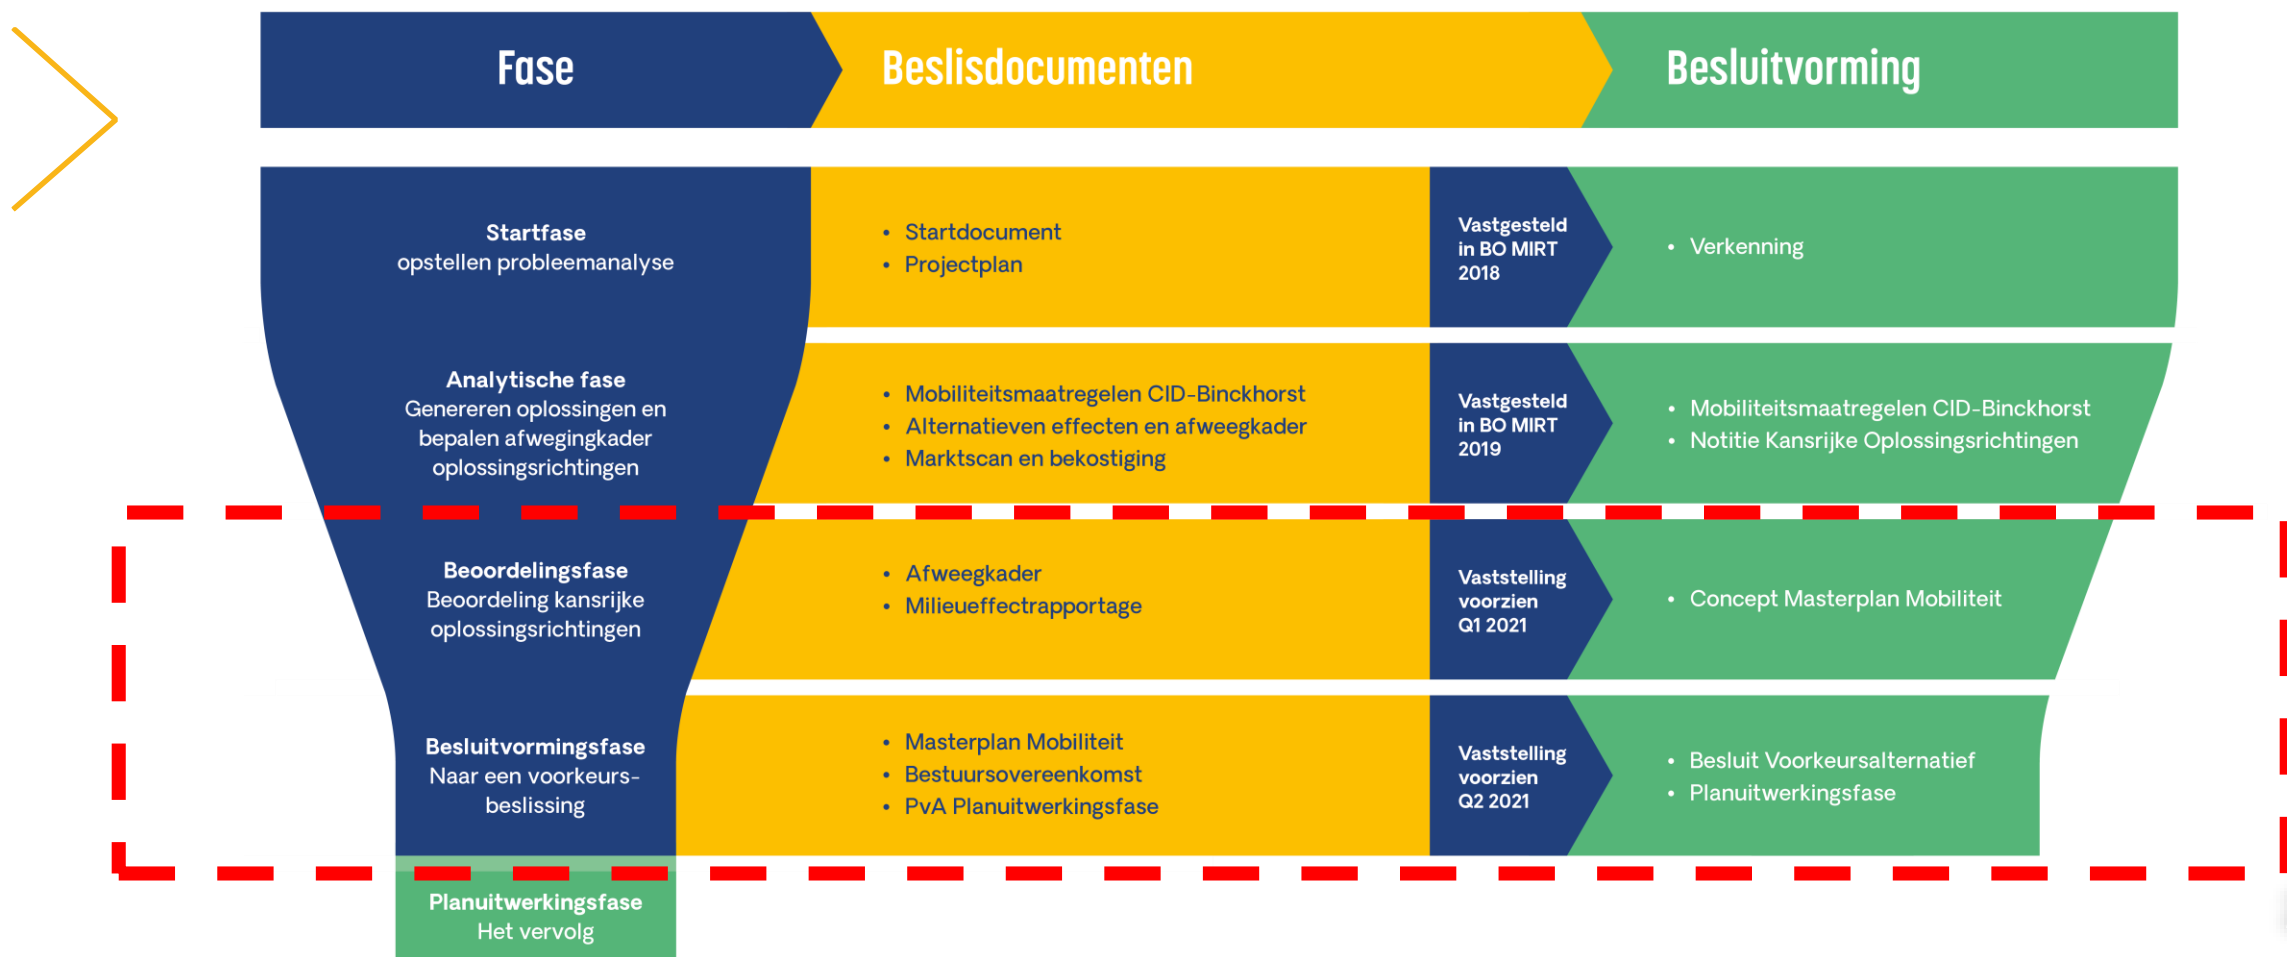 Fase
Beslisdocumenten
Besluitvorming
Startfase
opstellen probleemanalyse
• Startdocument
• Projectplan
Vastgesteld
in BO MIRT
2018
• Verkenning
Analytische fase
Genereren oplossingen en
bepalen afwegingkader
oplossingsrichtingen
• Mobiliteitsmaatregelen CID-Binckhorst
• Alternatieven effecten en afweegkader
• Marktscan en bekostiging
Vastgesteld
in BO MIRT
2019
• Mobiliteitsmaatregelen CID-Binckhorst
• Notitie Kansrijke Oplossingsrichtingen
Beoordelingsfase
Beoordeling kansrijke
oplossingsrichtingen
• Afweegkader
• Milieueffectrapportage
Vaststelling
voorzien
Q1 2021
• Concept Masterplan Mobiliteit
Besluitvormingsfase
Naar een voorkeurs-
beslissing
• Masterplan Mobiliteit
• Bestuursovereenkomst
• PvA Planuitwerkingsfase
Vaststelling
voorzien
Q2 2021
• Besluit Voorkeursalternatief
• Planuitwerkingsfase
Planuitwerkingsfase
Het vervolg